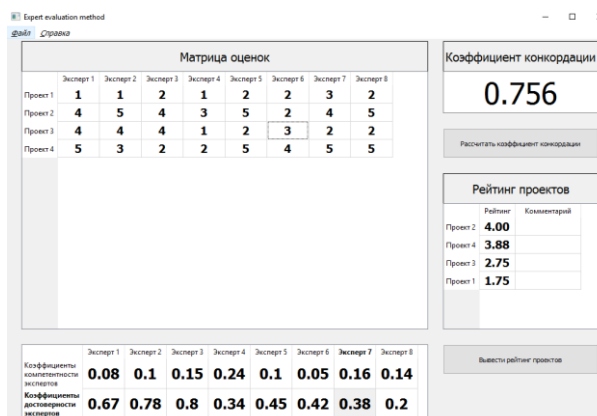 Expert evaluation method
Файл Справка
Матрица оценок
Эксперт 1 Эксперт 2 Эксперт 3 Эксперт 4 Эксперт 5 Эксперт 6 Эксперт 7 Эксперт 8
Проект 1 1 1 2 1 2 2 3 2
Проект 2 4 5 4 3 5 2 4 5
Проект 3 4 4 4 1 2 3 2 2
Проект 4 5 3 2 2 5 4 5 5
Коэффициент конкордации
0.756
Рассчитать коэффициент конкордации
Рейтинг проектов
Рейтинг Комментарий
Проект 2 4.00
Проект 4 3.88
Проект 3 2.75
Проект 1 1.75
Вывести рейтинг проектов
Эксперт 1 Эксперт 2 Эксперт 3 Эксперт 4 Эксперт 5 Эксперт 6 Эксперт 7 Эксперт 8
Коэффициенты
компетентности
экспертов
0.08 0.1 0.15 0.24 0.1 0.05 0.16 0.14
Коэффициенты
достоверности
экспертов
0.67 0.78 0.8 0.34 0.45 0.42 0.38 0.2